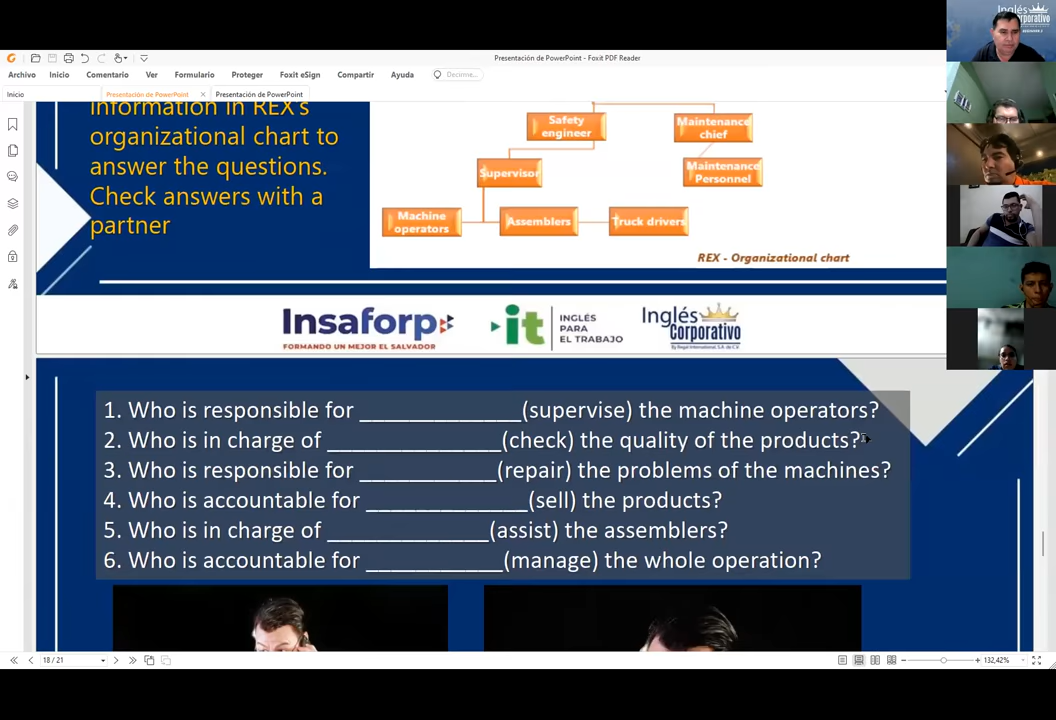 Presentación de PowerPoint - Foxit PDF Reader
Archivo Inicio Comentario Ver Formulario Proteger Foxit eSign Compartir Ayuda Decirme...
Inicio Presentación de PowerPoint Presentación de PowerPoint
information in REX's
organizational chart to
answer the questions.
Check answers with a
partner
Safety
engineer
Maintenance
chief
Supervisor
Maintenance
Personnel
Machine
operators
Assemblers
Truck drivers
REX - Organizational chart
Insaforp
FORMANDO UN MEJOR EL SALVADOR
it
INGLÉS
PARA
EL TRABAJO
Inglés
Corporativo
1. Who is responsible for _____________(supervise) the machine operators?
2. Who is in charge of ________________(check) the quality of the products?
3. Who is responsible for _____________(repair) the problems of the machines?
4. Who is accountable for _______________(sell) the products?
5. Who is in charge of _______________(assist) the assemblers?
6. Who is accountable for _____________(manage) the whole operation?
18 / 21
132,42%
Inglés
Corporativo